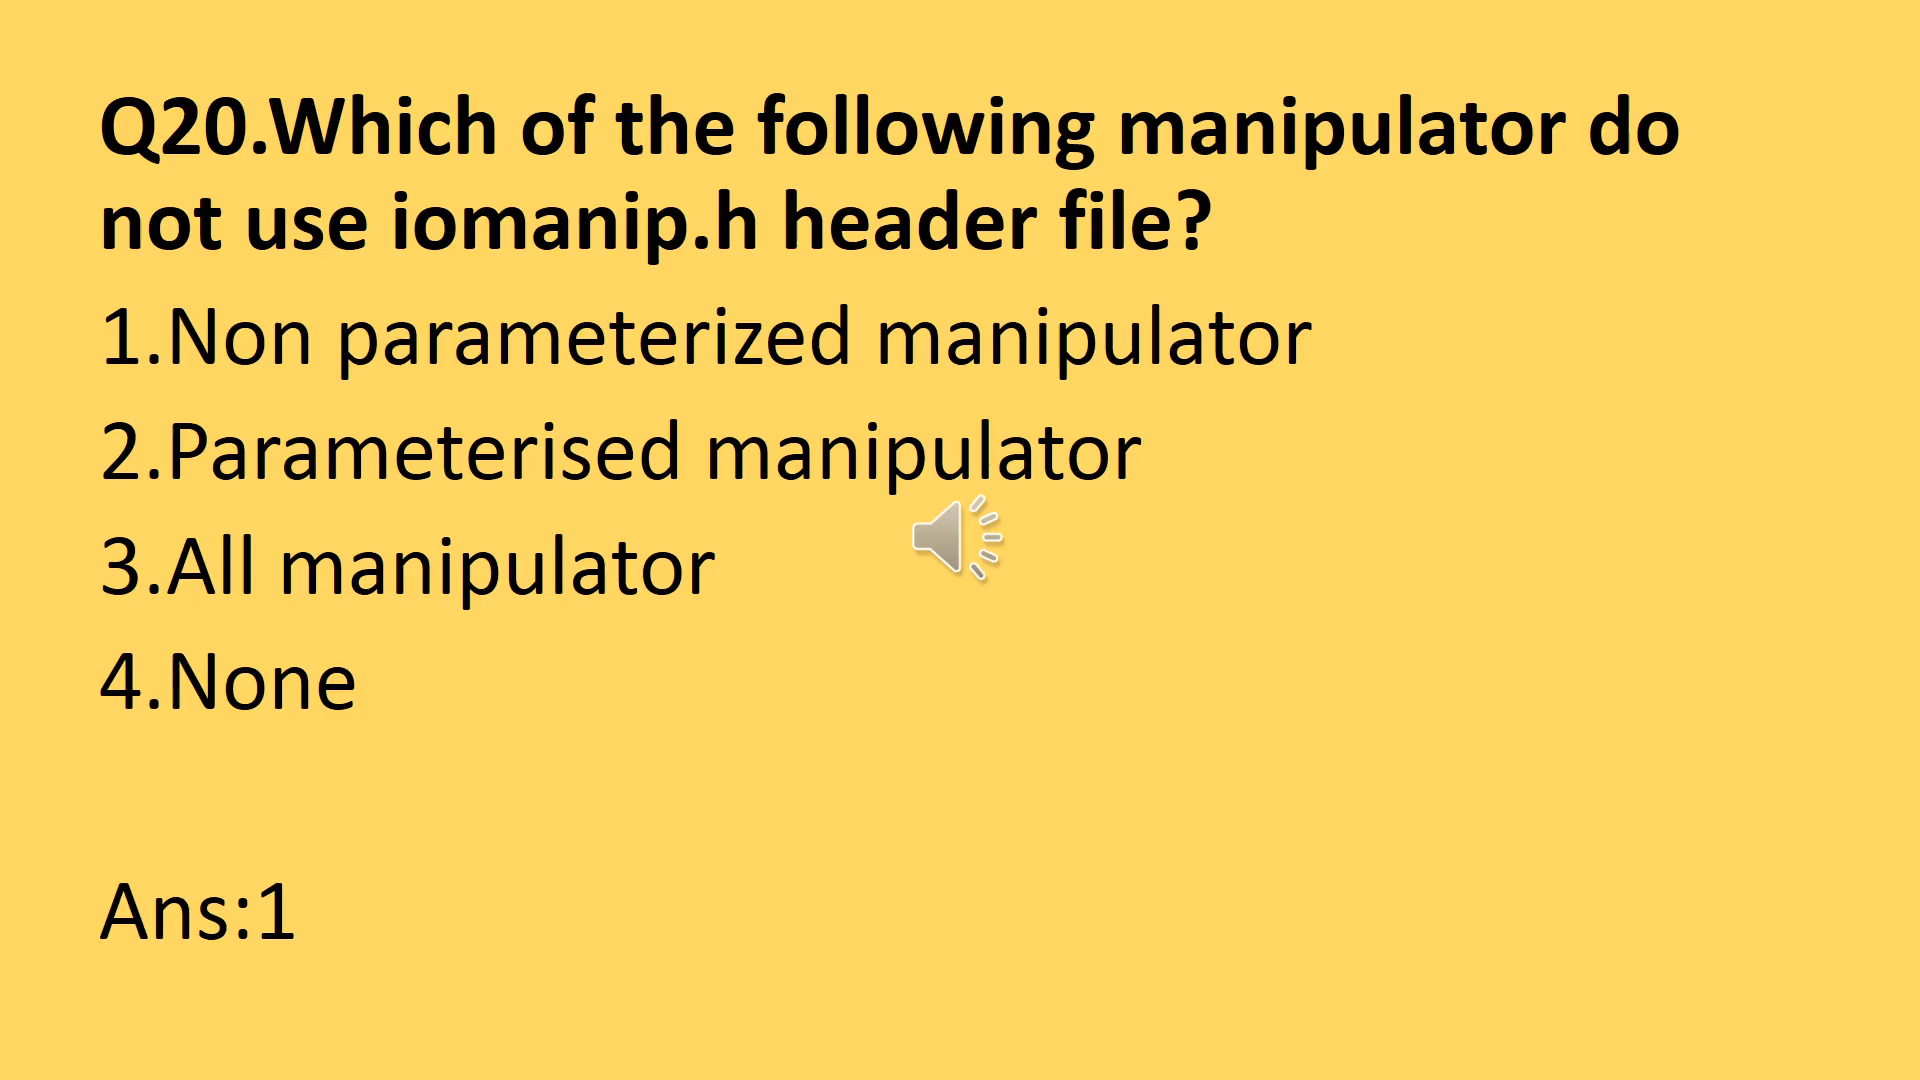 Q20.Which of the following manipulator do
not use iomanip.h header file?
1.Non parameterized manipulator
2.Parameterised manipulator
3.All manipulator
4.None
Ans:1